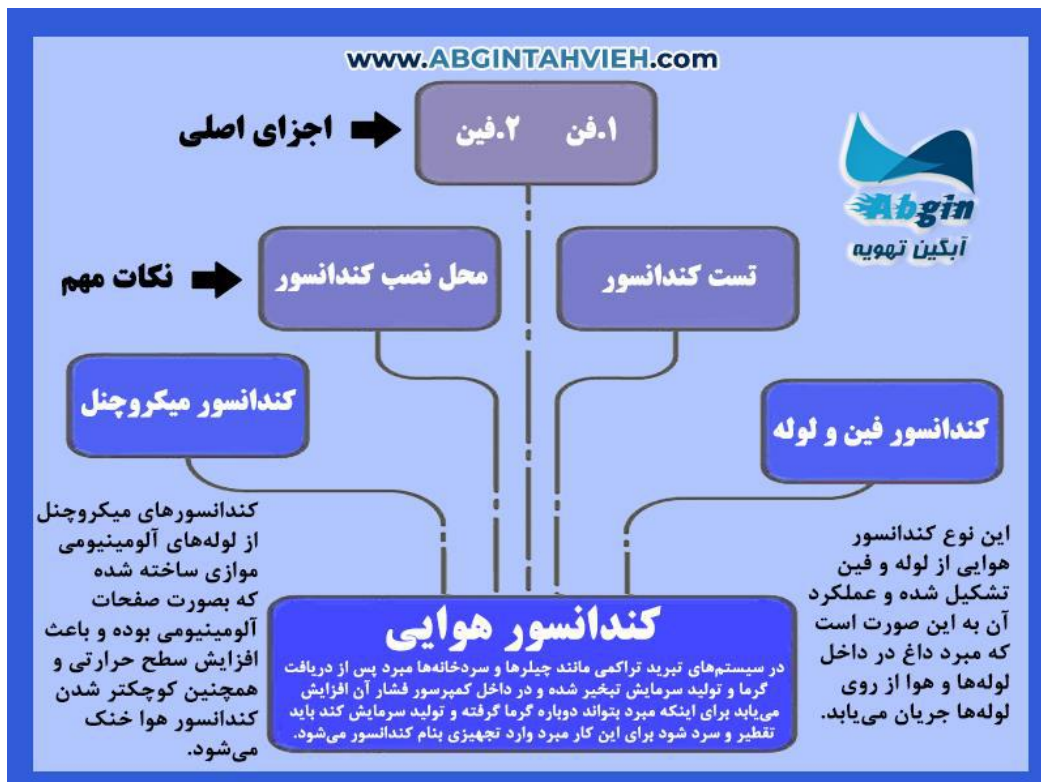 www.ABGINTAHVIEH.com
۱.فن ۲.فین
اجزای اصلی
Abgin
آبگین تهویه
تست کندانسور
محل نصب کندانسور
نکات مهم
کندانسور فین و لوله
کندانسور میکروچنل
این نوع کندانسور
هوایی از لوله و فین
تشکیل شده و عملکرد
آن به این صورت است
که مبرد داغ در داخل
لوله‌ها و هوا از روی
لوله‌ها جریان می‌یابد.
کندانسورهای میکروچنل
از لوله‌های آلومینیومی
موازی ساخته شده
که بصورت صفحات
آلومینیومی بوده و باعث
افزایش سطح حرارتی و
همچنین کوچکتر شدن
کندانسور هوا خنک
می‌شود.
کندانسور هوایی
در سیستم‌های تبرید تراکمی مانند چیلرها و سردخانه‌ها مبرد پس از دریافت
گرما و تولید سرمایش تبخیر شده و در داخل کمپرسور فشار آن افزایش
می‌یابد برای اینکه مبرد بتواند دوباره گرما گرفته و تولید سرمایش کند باید
تقطیر و سرد شود برای این کار مبرد وارد تجهیزی بنام کندانسور می‌شود.